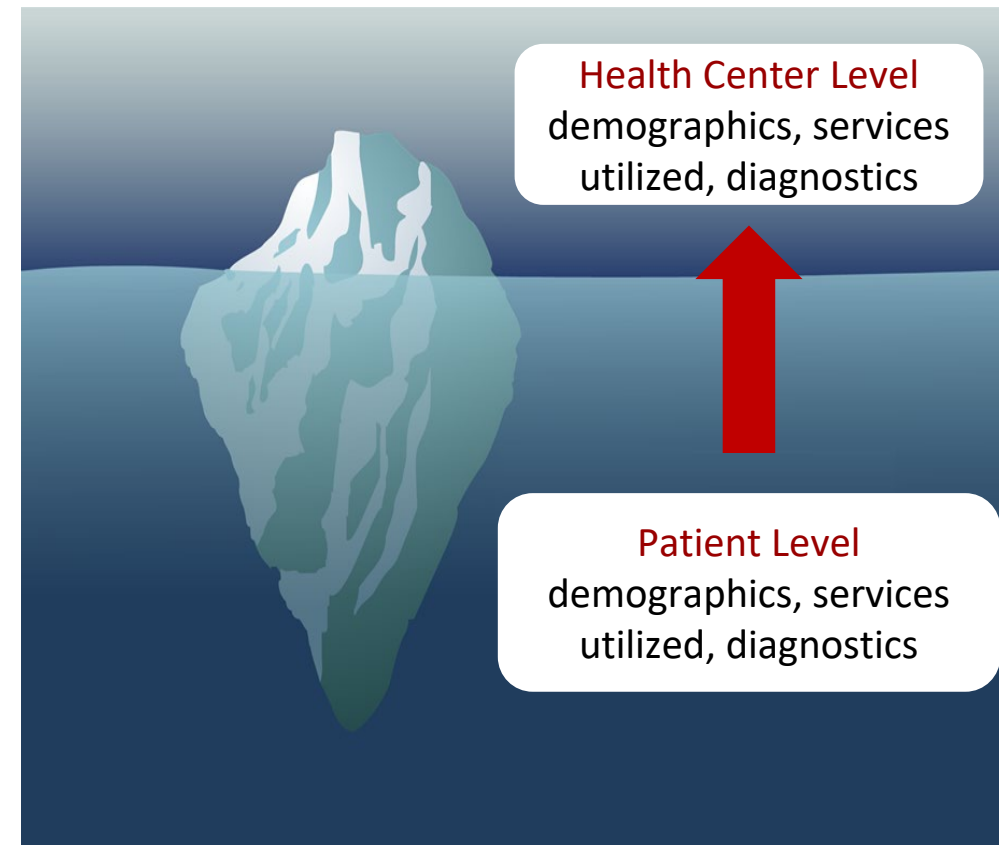 Health Center Level
demographics, services
utilized, diagnostics
Patient Level
demographics, services
utilized, diagnostics